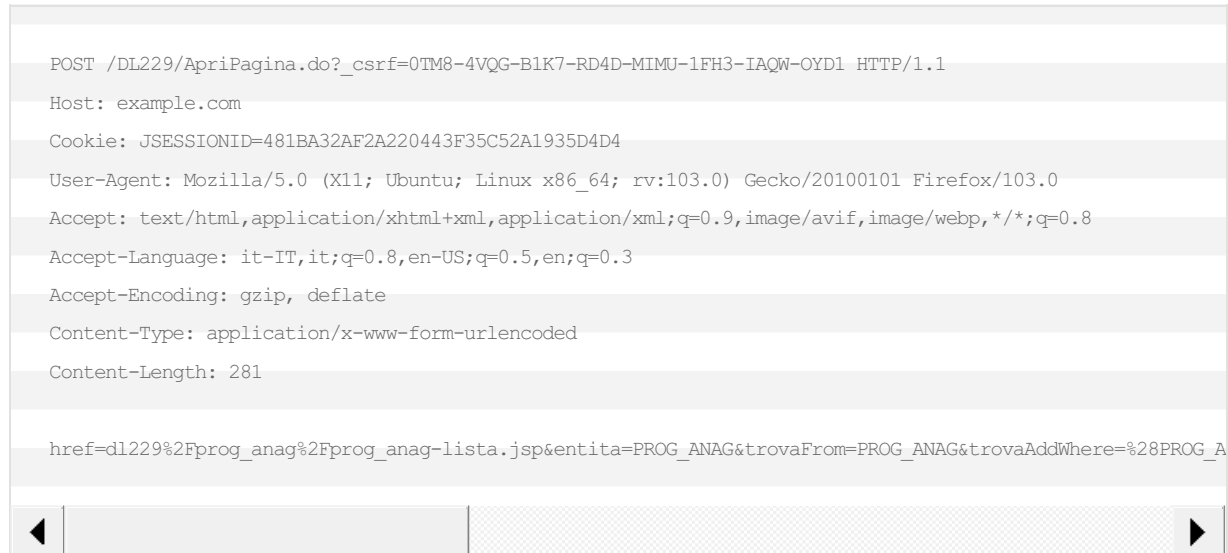 POST /DL229/ApriPagina.do?_csrf=0TM8-4VQG-B1K7-RD4D-MIMU-1FH3-IAQW-OYD1 HTTP/1.1
Host: example.com
Cookie: JSESSIONID=481BA32AF2A220443F35C52A1935D4D4
User-Agent: Mozilla/5.0 (X11; Ubuntu; Linux x86_64; rv:103.0) Gecko/20100101 Firefox/103.0
Accept: text/html,application/xhtml+xml,application/xml;q=0.9,image/avif,image/webp,*/*;q=0.8
Accept-Language: it-IT,it;q=0.8,en-US;q=0.5,en;q=0.3
Accept-Encoding: gzip, deflate
Content-Type: application/x-www-form-urlencoded
Content-Length: 281
href=dl229%2Fprog_anag%2Fprog_anag-lista.jsp&entita=PROG_ANAG&trovaFrom=PROG_ANAG&trovaAddWhere=%28PROG_A